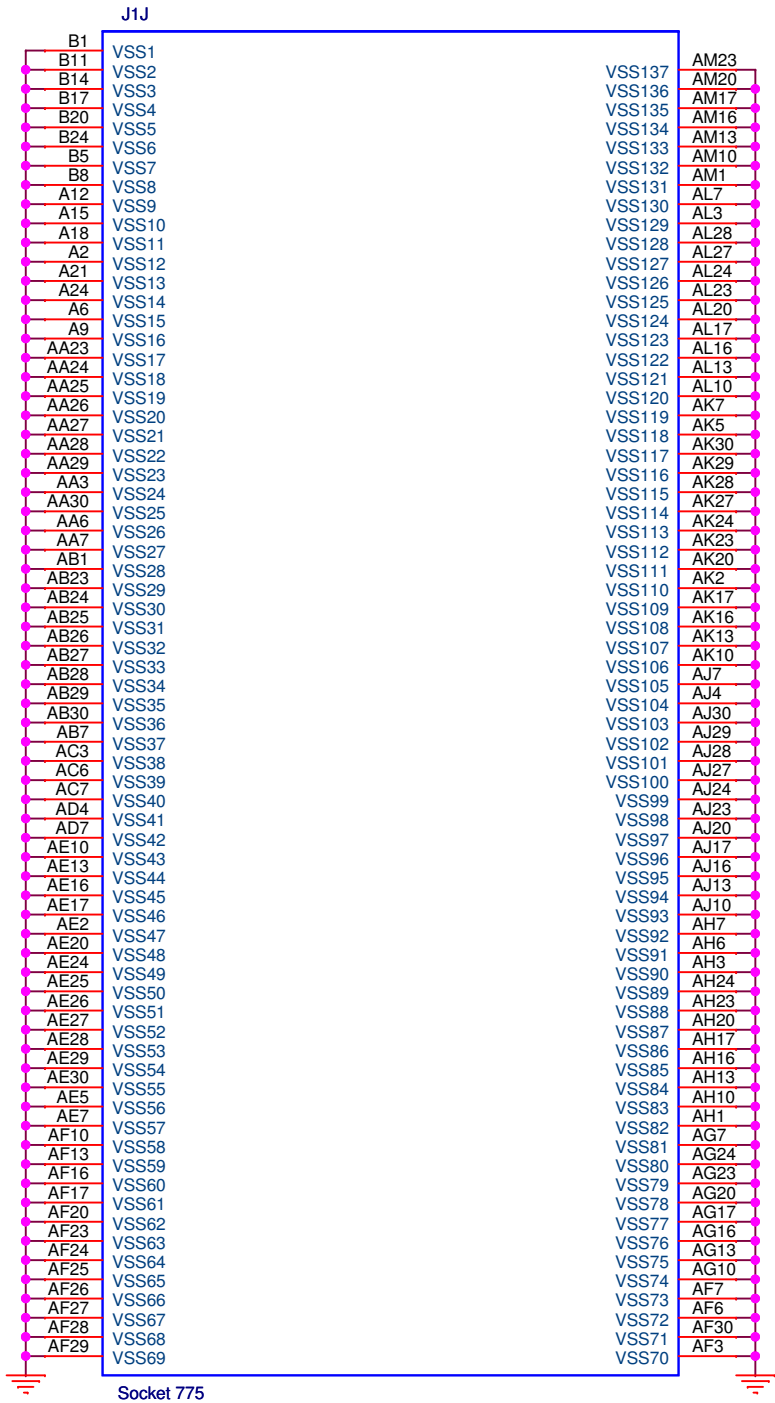 J1J
B1 VSS1
B11 VSS2
B14 VSS3
B17 VSS4
B20 VSS5
B24 VSS6
B5 VSS7
B8 VSS8
A12 VSS9
A15 VSS10
A18 VSS11
A2 VSS12
A21 VSS13
A24 VSS14
A6 VSS15
A9 VSS16
AA23 VSS17
AA24 VSS18
AA25 VSS19
AA26 VSS20
AA27 VSS21
AA28 VSS22
AA29 VSS23
AA3 VSS24
AA30 VSS25
AA6 VSS26
AA7 VSS27
AB1 VSS28
AB23 VSS29
AB24 VSS30
AB25 VSS31
AB26 VSS32
AB27 VSS33
AB28 VSS34
AB29 VSS35
AB30 VSS36
AB7 VSS37
AC3 VSS38
AC6 VSS39
AC7 VSS40
AD4 VSS41
AD7 VSS42
AE10 VSS43
AE13 VSS44
AE16 VSS45
AE17 VSS46
AE2 VSS47
AE20 VSS48
AE24 VSS49
AE25 VSS50
AE26 VSS51
AE27 VSS52
AE28 VSS53
AE29 VSS54
AE30 VSS55
AE5 VSS56
AE7 VSS57
AF10 VSS58
AF13 VSS59
AF16 VSS60
AF17 VSS61
AF20 VSS62
AF23 VSS63
AF24 VSS64
AF25 VSS65
AF26 VSS66
AF27 VSS67
AF28 VSS68
AF29 VSS69
VSS137 AM23
VSS136 AM20
VSS135 AM17
VSS134 AM16
VSS133 AM13
VSS132 AM10
VSS131 AM1
VSS130 AL7
VSS129 AL3
VSS128 AL28
VSS127 AL27
VSS126 AL24
VSS125 AL23
VSS124 AL20
VSS123 AL17
VSS122 AL16
VSS121 AL13
VSS120 AL10
VSS119 AK7
VSS118 AK5
VSS117 AK30
VSS116 AK29
VSS115 AK28
VSS114 AK27
VSS113 AK24
VSS112 AK23
VSS111 AK20
VSS110 AK2
VSS109 AK17
VSS108 AK16
VSS107 AK13
VSS106 AK10
VSS105 AJ7
VSS104 AJ4
VSS103 AJ30
VSS102 AJ29
VSS101 AJ28
VSS100 AJ27
VSS99 AJ24
VSS98 AJ23
VSS97 AJ20
VSS96 AJ17
VSS95 AJ16
VSS94 AJ13
VSS93 AJ10
VSS92 AH7
VSS91 AH6
VSS90 AH3
VSS89 AH24
VSS88 AH23
VSS87 AH20
VSS86 AH17
VSS85 AH16
VSS84 AH13
VSS83 AH10
VSS82 AH1
VSS81 AG7
VSS80 AG24
VSS79 AG23
VSS78 AG20
VSS77 AG17
VSS76 AG16
VSS75 AG13
VSS74 AG10
VSS73 AF7
VSS72 AF6
VSS71 AF30
VSS70 AF3
Socket 775